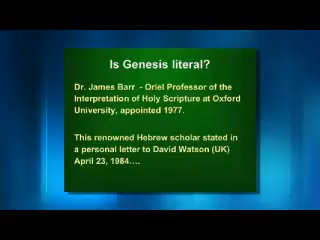 Is Genesis literal?
Dr. James Barr - Oriel Professor of the
Interpretation of Holy Scripture at Oxford
University, appointed 1977.
This renowned Hebrew scholar stated in
a personal letter to David Watson (UK)
April 23, 1984....